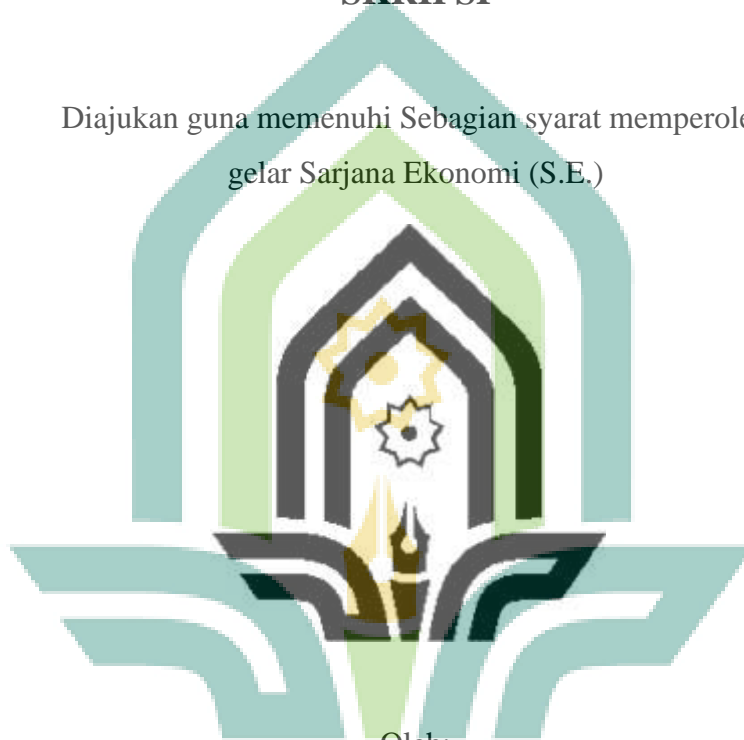 SKRIPSI
Diajukan guna memenuhi Sebagian syarat memperole
gelar Sarjana Ekonomi (S.E.)
Oleh: